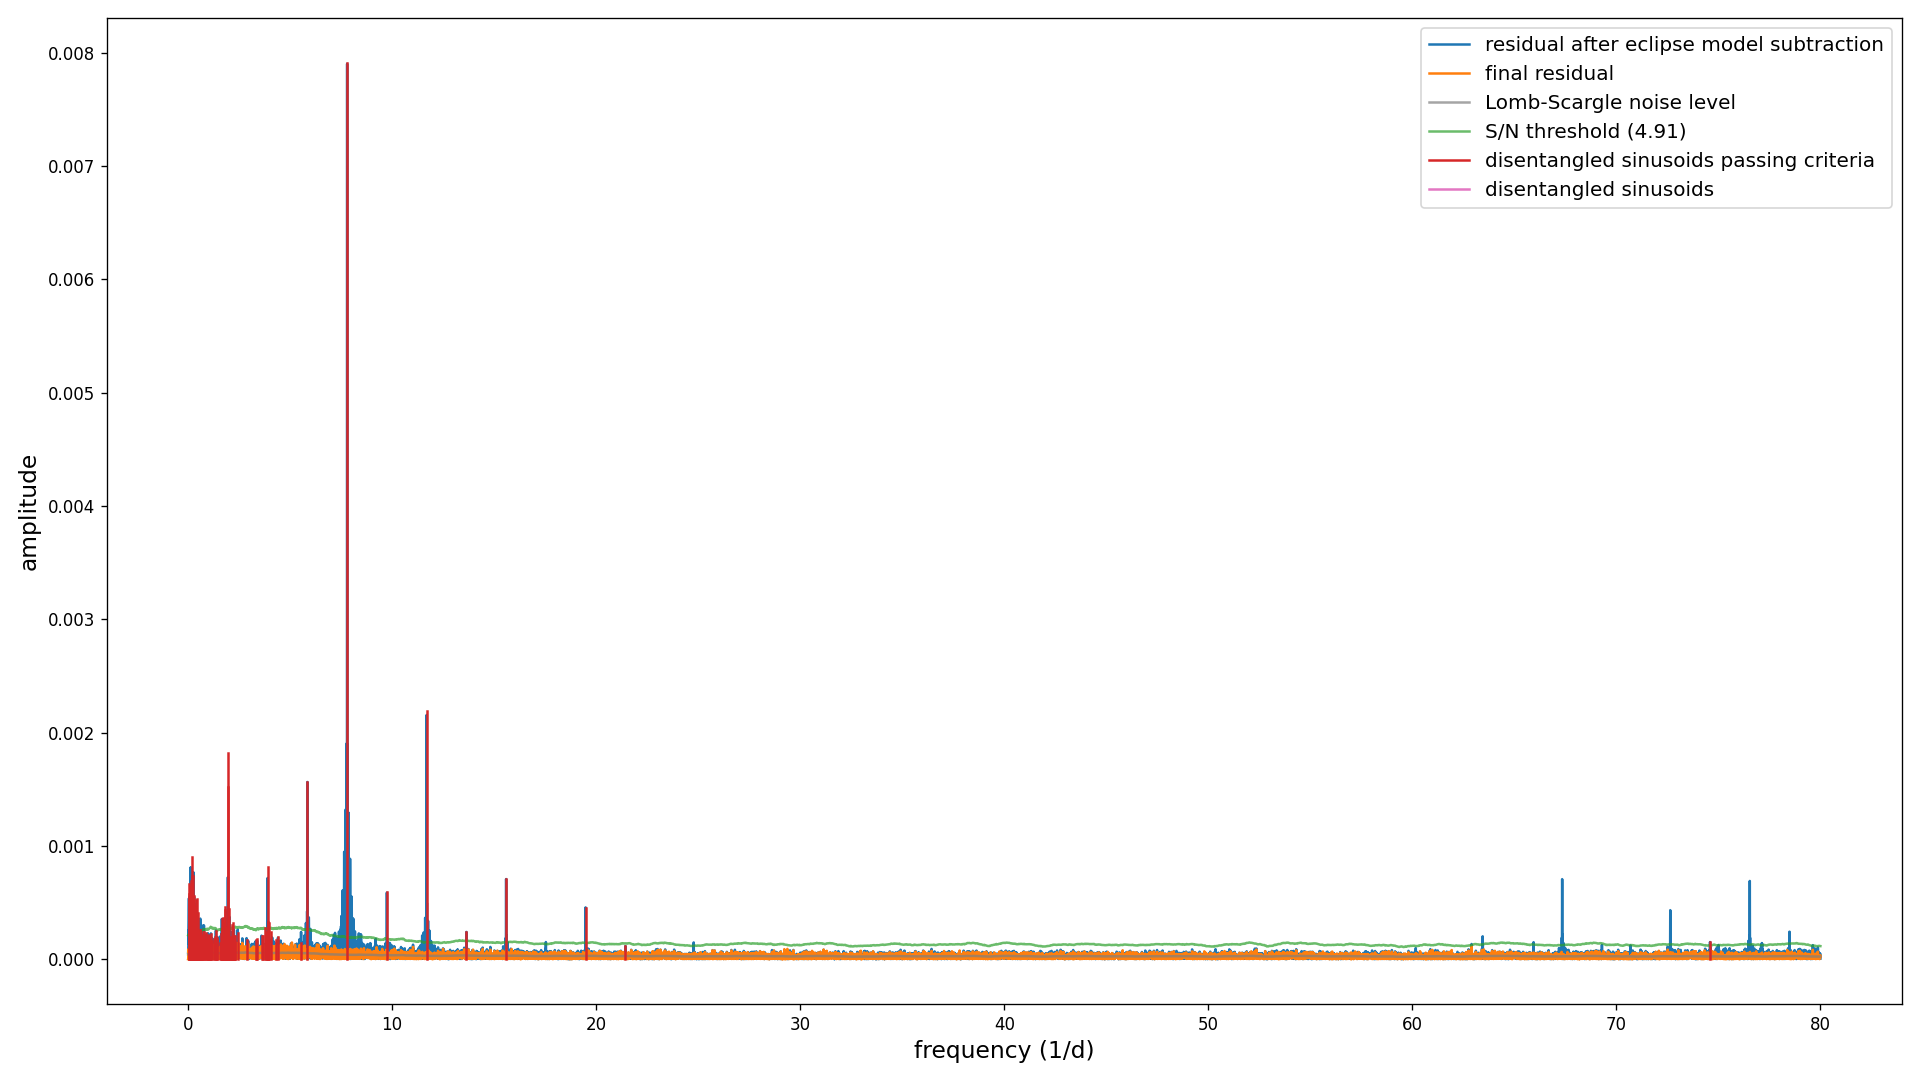 residual after eclipse model subtraction
final residual
Lomb-Scargle noise level
S/N threshold (4.91)
disentangled sinusoids passing criteria
disentangled sinusoids
0.008
0.007
0.006
0.005
0.004
0.003
0.002
0.001
0.000
amplitude
0 10 20 30 40 50 60 70 80
frequency (1/d)